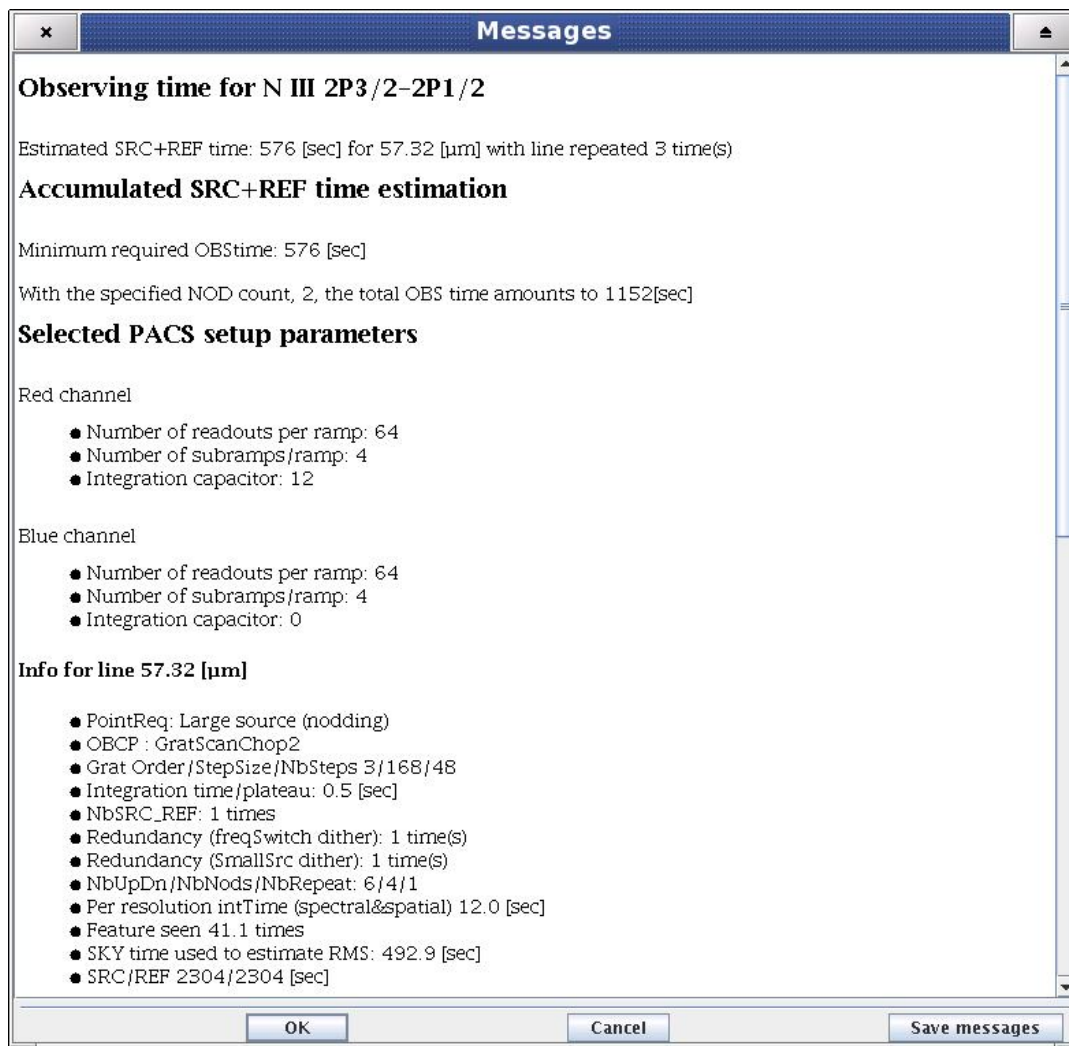 Messages
Observing time for N III 2P3/2-2P1/2
Estimated SRC+REF time: 576 [sec] for 57.32 [µm] with line repeated 3 time(s)
Accumulated SRC+REF time estimation
Minimum required OBStime: 576 [sec]
With the specified NOD count, 2, the total OBS time amounts to 1152[sec]
Selected PACS setup parameters
Red channel
● Number of readouts per ramp: 64
● Number of subramps/ramp: 4
● Integration capacitor: 12
Blue channel
● Number of readouts per ramp: 64
● Number of subramps/ramp: 4
● Integration capacitor: 0
Info for line 57.32 [µm]
● PointReq: Large source (nodding)
● OBCP : GratScanChop2
● Grat Order/StepSize/NbSteps 3/168/48
● Integration time/plateau: 0.5 [sec]
● NbSRC_REF: 1 times
● Redundancy (freqSwitch dither): 1 time(s)
● Redundancy (SmallSrc dither): 1 time(s)
● NbUpDn/NbNods/NbRepeat: 6/4/1
● Per resolution intTime (spectral&spatial) 12.0 [sec]
● Feature seen 41.1 times
● SKY time used to estimate RMS: 492.9 [sec]
● SRC/REF 2304/2304 [sec]
OK Cancel Save messages